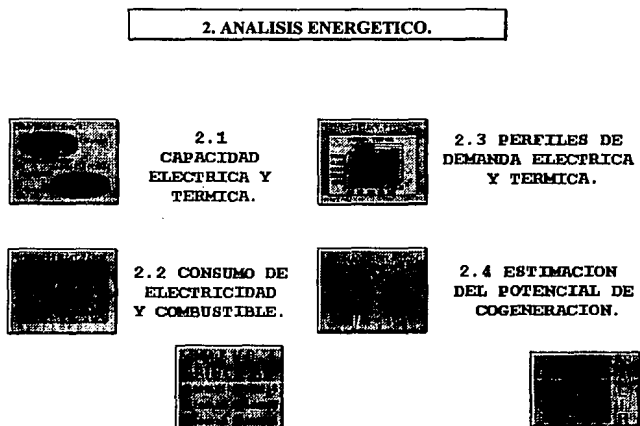 2. ANALISIS ENERGETICO.
2.1
CAPACIDAD
ELECTRICA Y
TERMICA.
2.3 PERFILES DE
DEMANDA ELECTRICA
Y TERMICA.
2.2 CONSUMO DE
ELECTRICIDAD
Y COMBUSTIBLE.
2.4 ESTIMACION
DEL POTENCIAL DE
COGENERACION.